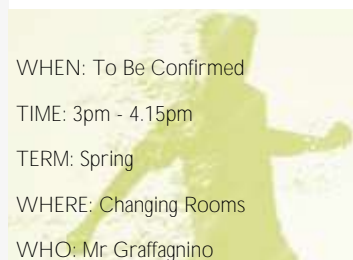 WHEN: To Be Confirmed
TIME: 3pm - 4.15pm
TERM: Spring
WHERE: Changing Rooms
WHO: Mr Graffagnino